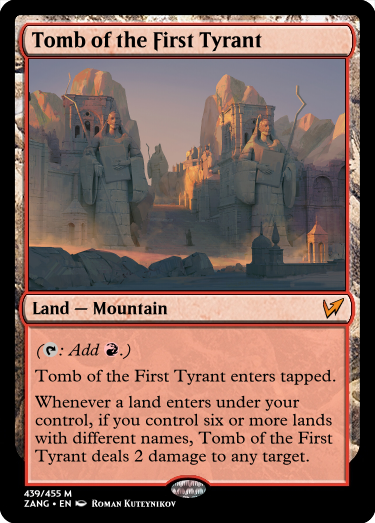 Tomb of the First Tyrant
Land — Mountain
(: Add .)
Tomb of the First Tyrant enters tapped.
Whenever a land enters under your
control, if you control six or more lands
with different names, Tomb of the First
Tyrant deals 2 damage to any target.
439/455 M
ZANG • EN Roman Kuteynikov